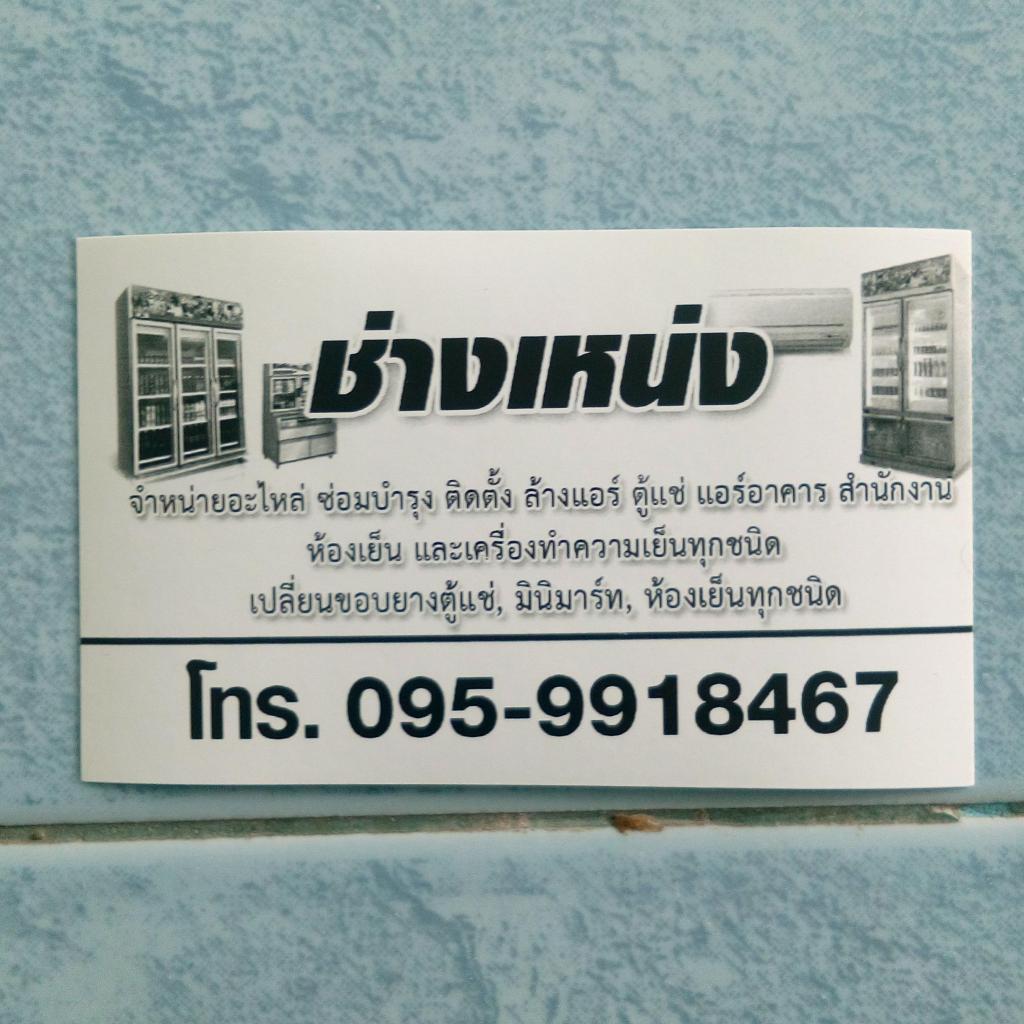 ช่างเหน่ง
จำหน่ายอะไหล่ ซ่อมบำรุง ติดตั้ง ล้างแอร์ ตู้แช่ แอร์อาคาร สำนักงาน
ห้องเย็น และเครื่องทำความเย็นทุกชนิด
เปลี่ยนขอบยางตู้แช่, มินิมาร์ท, ห้องเย็นทุกชนิด
โทร. 095-9918467